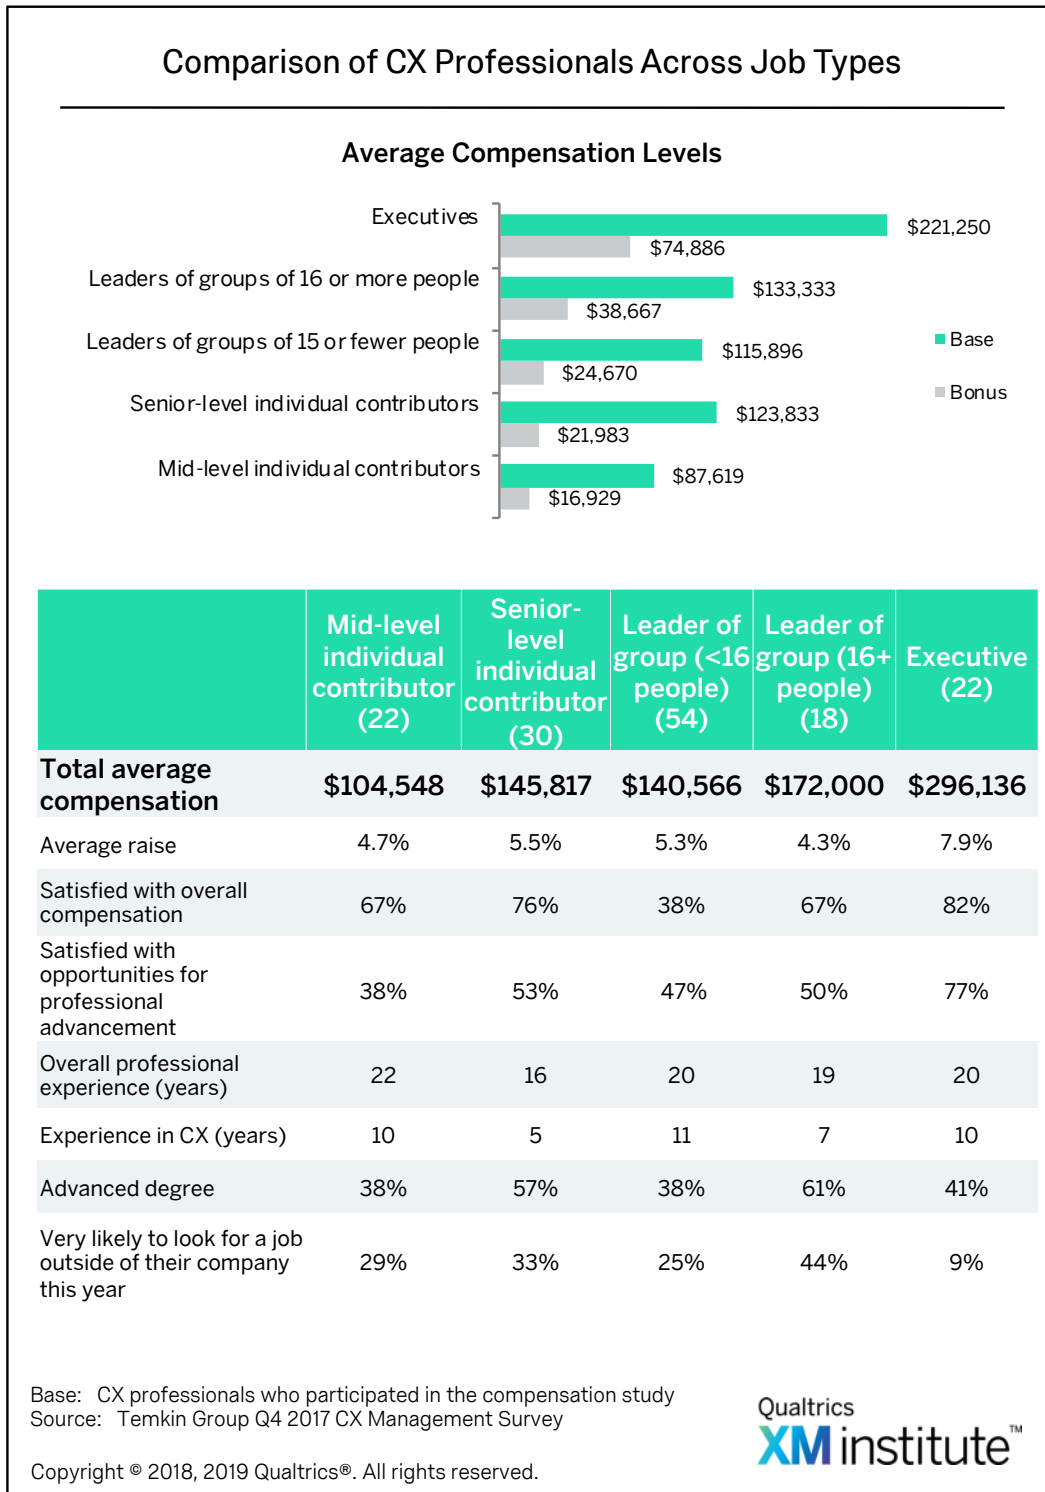 Comparison of CX Professionals Across Job Types
Average Compensation Levels
Executives
$221,250
$74,886
Leaders of groups of 16 or more people
$133,333
$38,667
Leaders of groups of 15 or fewer people
$115,896
$24,670
Senior-level individual contributors
$123,833
$21,983
Mid-level individual contributors
$87,619
$16,929
Base
Bonus
Mid-level
individual
contributor
(22)
Senior-
level
individual
contributor
(30)
Leader of
group (<16
people)
(54)
Leader of
group (16+
people)
(18)
Executive
(22)
Total average
compensation
$104,548 $145,817 $140,566 $172,000 $296,136
Average raise 4.7% 5.5% 5.3% 4.3% 7.9%
Satisfied with overall
compensation
67% 76% 38% 67% 82%
Satisfied with
opportunities for
professional
advancement
38% 53% 47% 50% 77%
Overall professional
experience (years)
22 16 20 19 20
Experience in CX (years) 10 5 11 7 10
Advanced degree 38% 57% 38% 61% 41%
Very likely to look for a job
outside of their company
this year
29% 33% 25% 44% 9%
Base: CX professionals who participated in the compensation study
Source: Temkin Group Q4 2017 CX Management Survey
Copyright © 2018, 2019 Qualtrics®. All rights reserved.
Qualtrics
XM institute™